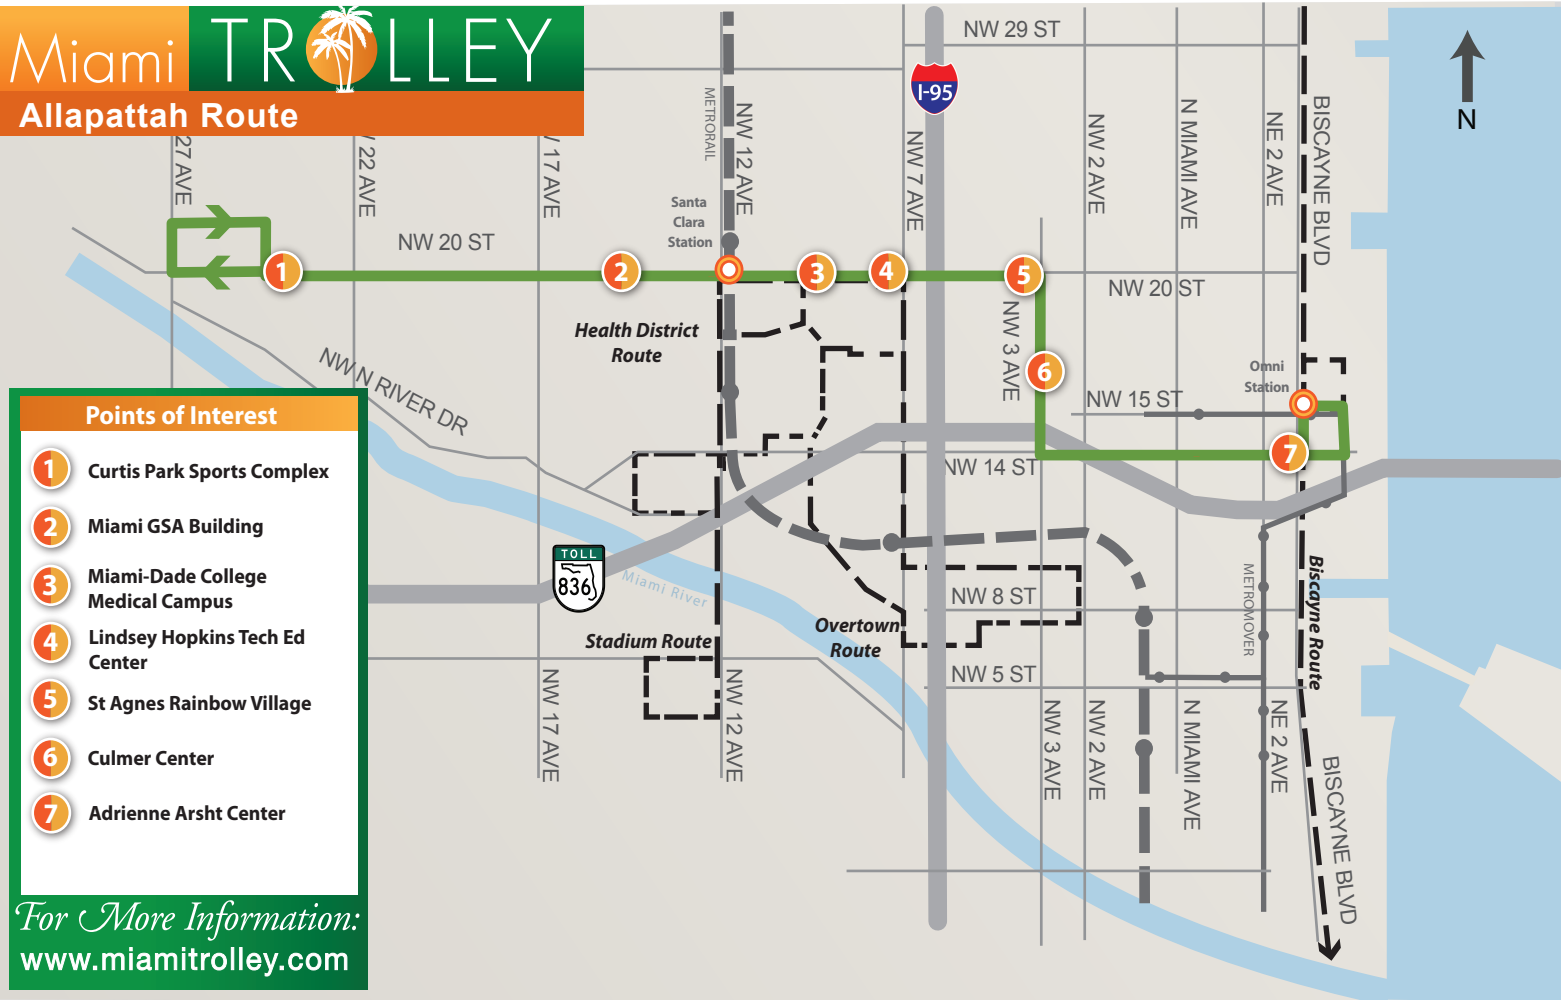 Miami TROLLEY
Allapattah Route
NW 29 ST
I-95
N
27 AVE
22 AVE
17 AVE
METRORAIL
NW 12 AVE
NW 7 AVE
NW 2 AVE
N MIAMI AVE
NE 2 AVE
BISCAYNE BLVD
Santa
Clara
Station
NW 20 ST
1
2
3
4
5
NW 20 ST
Health District
Route
NW 3 AVE
6
Omni
Station
NW 15 ST
NW N RIVER DR
7
NW 14 ST
TOLL
836
Miami River
NW 8 ST
METROMOVER
Biscayne Route
Stadium Route
Overtown
Route
NW 5 ST
NW 17 AVE
NW 12 AVE
NW 3 AVE
NW 2 AVE
N MIAMI AVE
NE 2 AVE
BISCAYNE BLVD
Points of Interest
1 Curtis Park Sports Complex
2 Miami GSA Building
3 Miami-Dade College
Medical Campus
4 Lindsey Hopkins Tech Ed
Center
5 St Agnes Rainbow Village
6 Culmer Center
7 Adrienne Arsht Center
For More Information:
www.miamitrolley.com